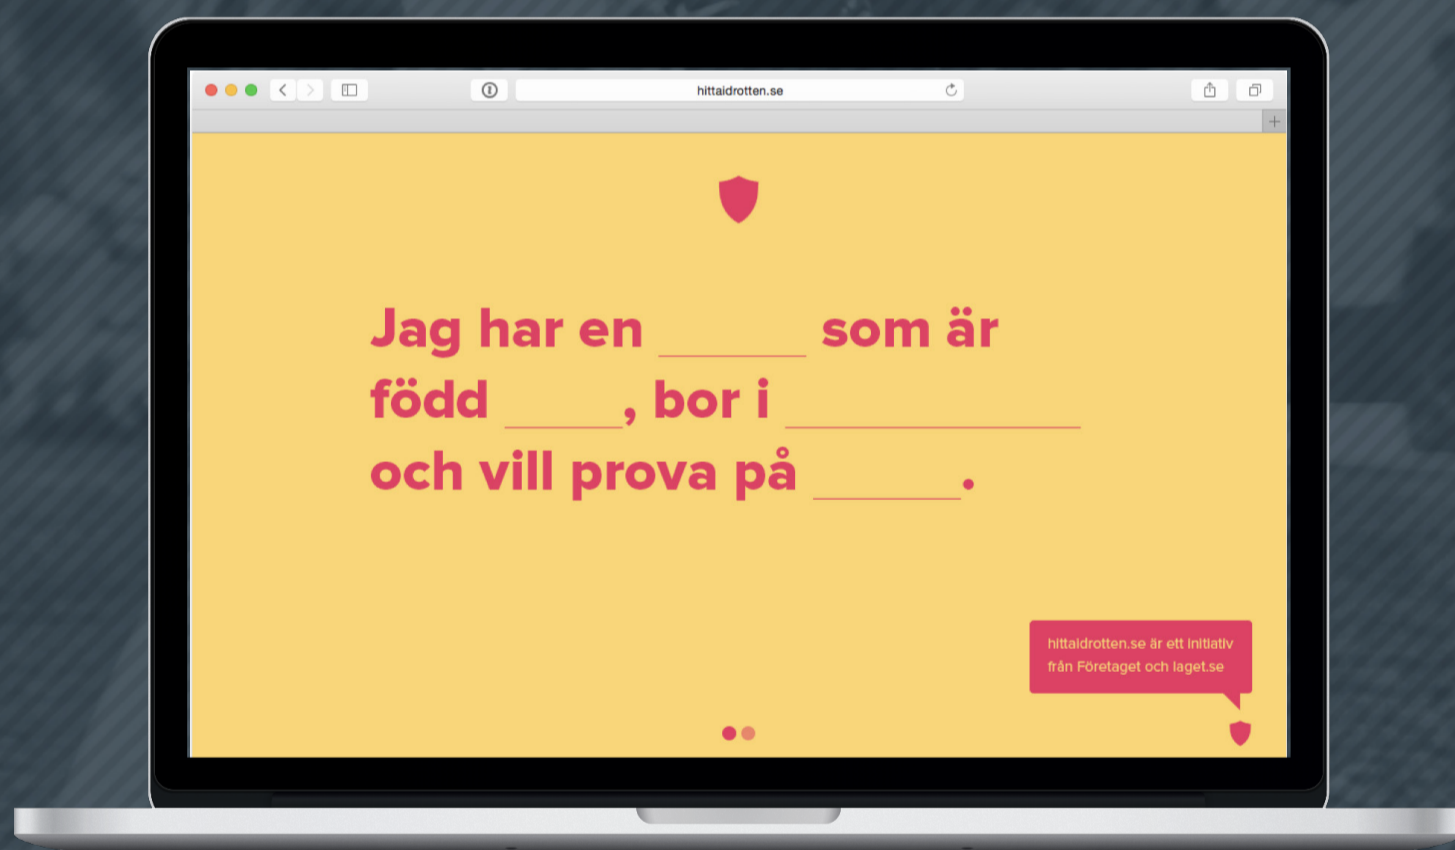 hittaidrotten.se
Jag har en ______ som är
född _____, bor i ____________
och vill prova på ______.
hittaidrotten.se är ett initiativ
från Företaget och laget.se